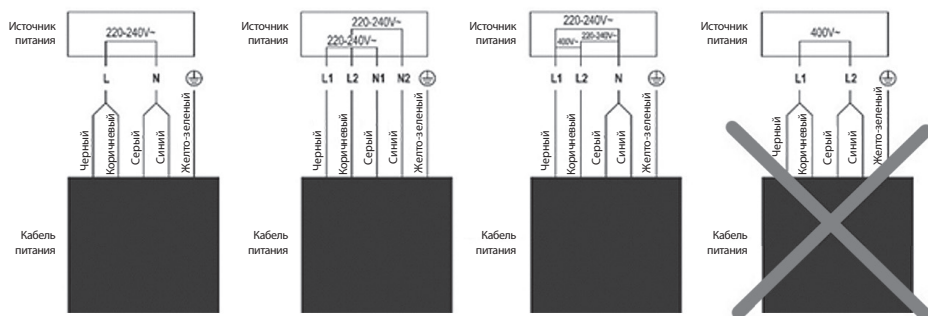 Источник
питания
220-240V~
L
N
Черный
Коричневый
Серый
Синий
Желто-зеленый
Кабель
питания
Источник
питания
220-240V~
220-240V~
L1
L2
N1
N2
Черный
Коричневый
Серый
Синий
Желто-зеленый
Кабель
питания
Источник
питания
220-240V~
400V~
220-240V~
L1
L2
N
Черный
Коричневый
Серый
Синий
Желто-зеленый
Кабель
питания
Источник
питания
400V~
L1
L2
Черный
Коричневый
Серый
Синий
Желто-зеленый
Кабель
питания